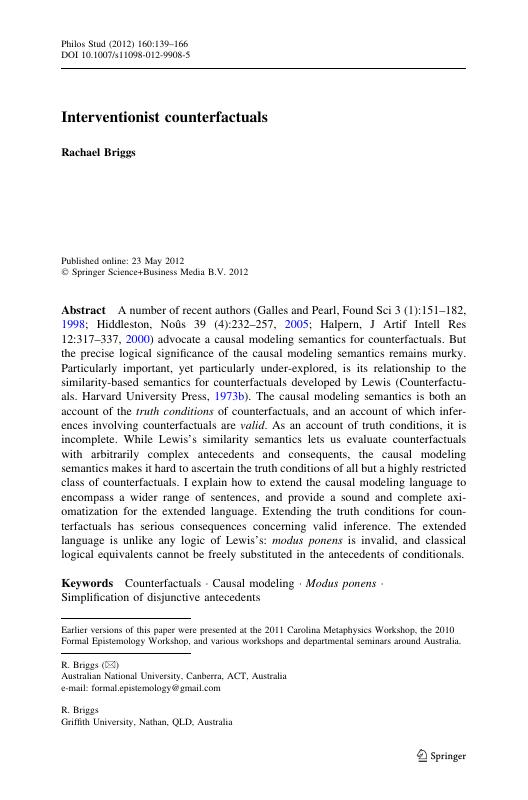 Philos Stud (2012) 160:139–166
DOI 10.1007/s11098-012-9908-5
Interventionist counterfactuals
Rachael Briggs
Published online: 23 May 2012
© Springer Science+Business Media B.V. 2012
Abstract A number of recent authors (Galles and Pearl, Found Sci 3 (1):151–182,
1998; Hiddleston, Noûs 39 (4):232–257, 2005; Halpern, J Artif Intell Res
12:317–337, 2000) advocate a causal modeling semantics for counterfactuals. But
the precise logical significance of the causal modeling semantics remains murky.
Particularly important, yet particularly under-explored, is its relationship to the
similarity-based semantics for counterfactuals developed by Lewis (Counterfactu-
als. Harvard University Press, 1973b). The causal modeling semantics is both an
account of the truth conditions of counterfactuals, and an account of which infer-
ences involving counterfactuals are valid. As an account of truth conditions, it is
incomplete. While Lewis's similarity semantics lets us evaluate counterfactuals
with arbitrarily complex antecedents and consequents, the causal modeling
semantics makes it hard to ascertain the truth conditions of all but a highly restricted
class of counterfactuals. I explain how to extend the causal modeling language to
encompass a wider range of sentences, and provide a sound and complete axi-
omatization for the extended language. Extending the truth conditions for coun-
terfactuals has serious consequences concerning valid inference. The extended
language is unlike any logic of Lewis's: modus ponens is invalid, and classical
logical equivalents cannot be freely substituted in the antecedents of conditionals.
Keywords Counterfactuals · Causal modeling · Modus ponens ·
Simplification of disjunctive antecedents
Earlier versions of this paper were presented at the 2011 Carolina Metaphysics Workshop, the 2010
Formal Epistemology Workshop, and various workshops and departmental seminars around Australia.
R. Briggs (✉)
Australian National University, Canberra, ACT, Australia
e-mail: formal.epistemology@gmail.com
R. Briggs
Griffith University, Nathan, QLD, Australia
Springer